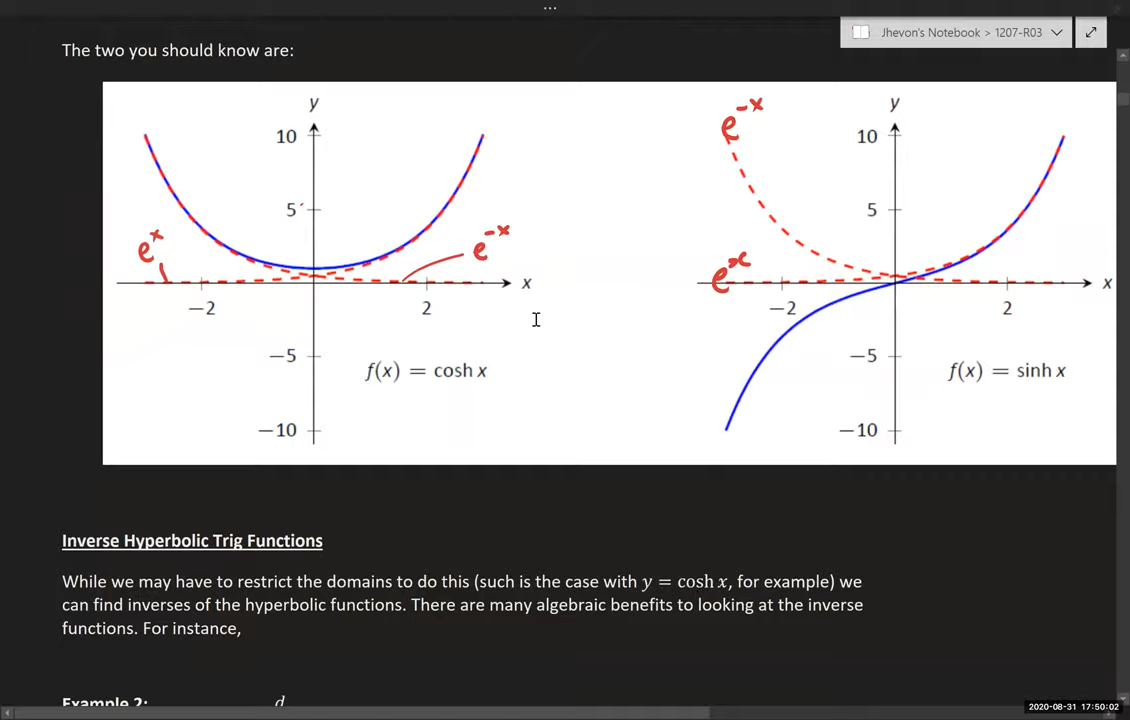 Jhevon's Notebook > 1207-R03
The two you should know are:
y
10
5
e^x
e^-x
x
−2
2
−5
f(x) = cosh x
−10
e^-x
y
10
5
e^x
x
−2
2
−5
f(x) = sinh x
−10
Inverse Hyperbolic Trig Functions
While we may have to restrict the domains to do this (such is the case with y = cosh x, for example) we
can find inverses of the hyperbolic functions. There are many algebraic benefits to looking at the inverse
functions. For instance,
Example 2: d
2020-08-31 17:50:02